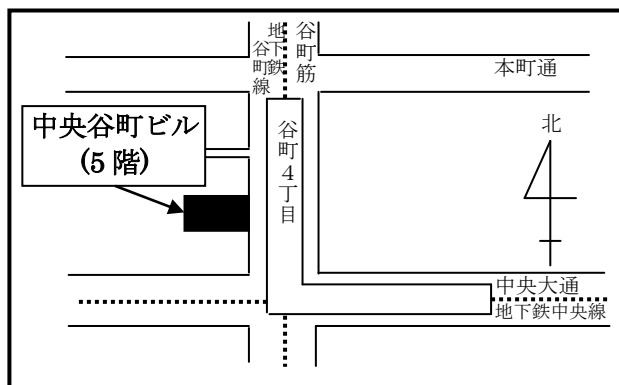 地下鉄
谷町線
谷町筋
本町通
中央谷町ビル
(5 階)
谷町4丁目
北
中央大通
地下鉄中央線